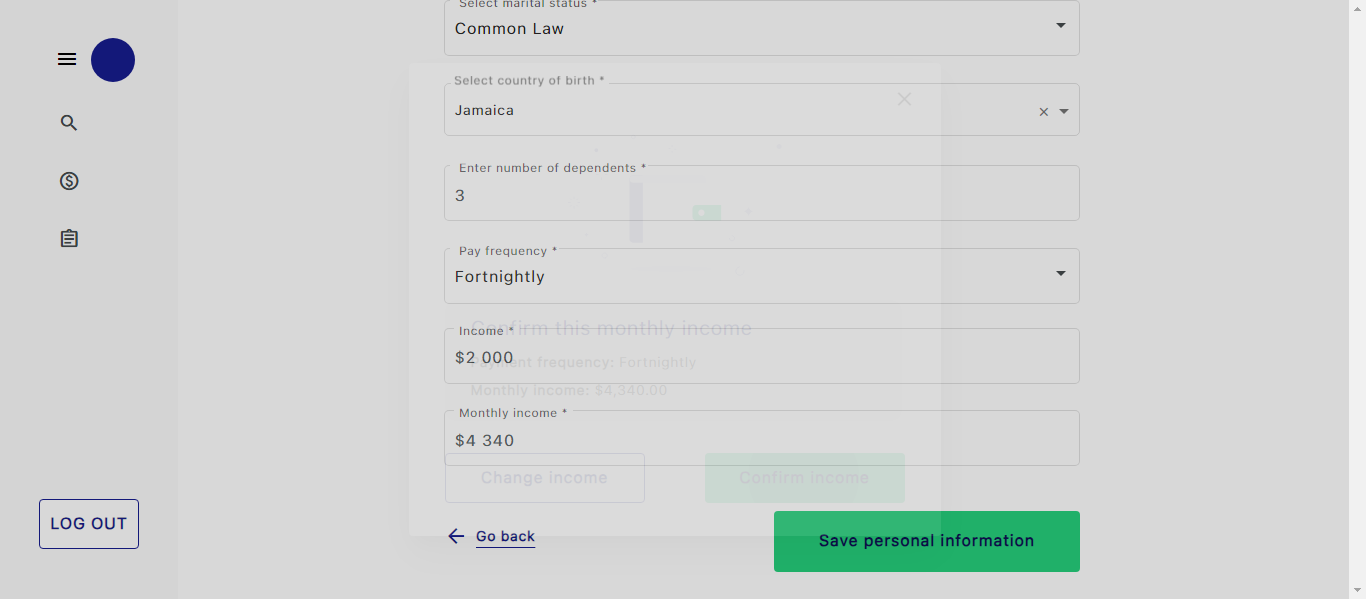 Select marital status *
Common Law
Select country of birth *
Jamaica
Enter number of dependents *
3
Pay frequency *
Fortnightly
Confirm this monthly income
Income *
$2 000
Payment frequency: Fortnightly
Monthly income: $4,340.00
Monthly income *
$4 340
Change income
Confirm income
LOG OUT
Go back
Save personal information